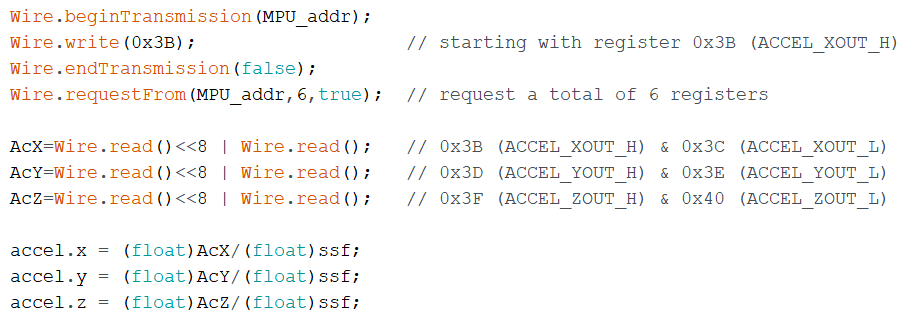 Wire.beginTransmission(MPU_addr);
Wire.write(0x3B);                     // starting with register 0x3B (ACCEL_XOUT_H)
Wire.endTransmission(false);
Wire.requestFrom(MPU_addr,6,true);  // request a total of 6 registers

AcX=Wire.read()<<8 | Wire.read();   // 0x3B (ACCEL_XOUT_H) & 0x3C (ACCEL_XOUT_L)
AcY=Wire.read()<<8 | Wire.read();   // 0x3D (ACCEL_YOUT_H) & 0x3E (ACCEL_YOUT_L)
AcZ=Wire.read()<<8 | Wire.read();   // 0x3F (ACCEL_ZOUT_H) & 0x40 (ACCEL_ZOUT_L)

accel.x = (float)AcX/(float)ssf;
accel.y = (float)AcY/(float)ssf;
accel.z = (float)AcZ/(float)ssf;